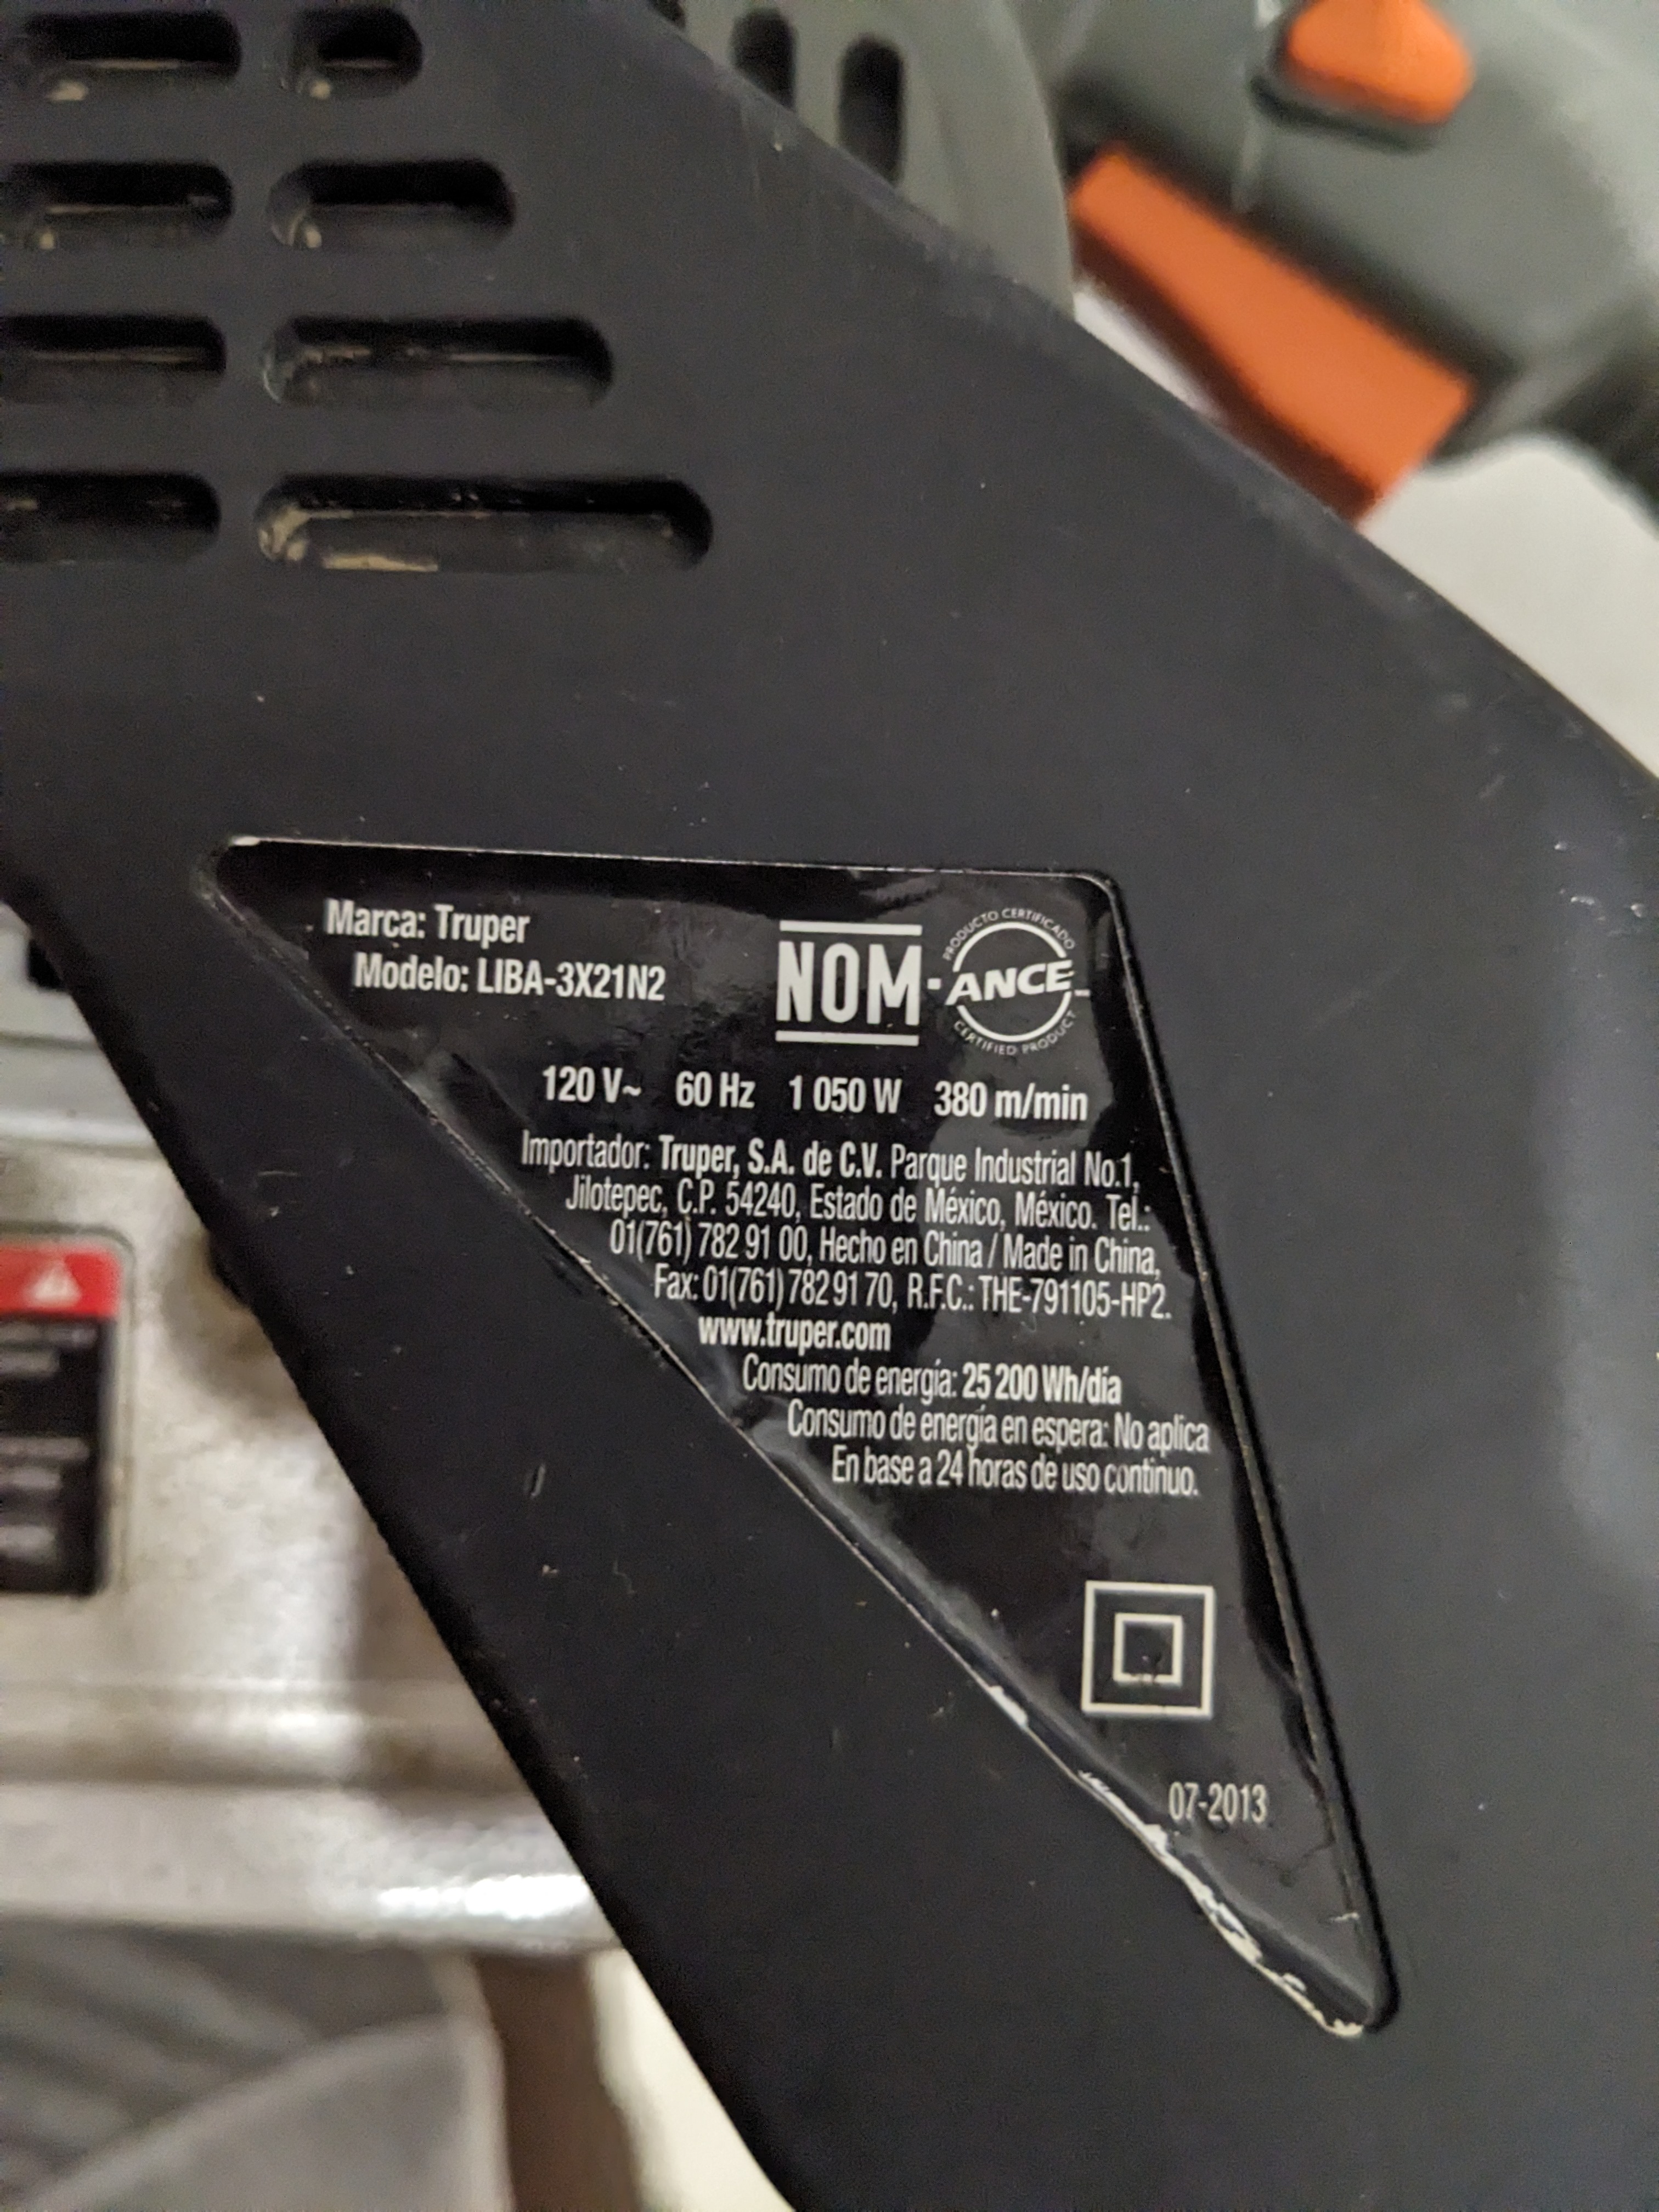 Marca: Truper
Modelo: LIBA-3X21N2
NOM-ANCE
PRODUCTO CERTIFICADO
CERTIFIED PRODUCT
120 V~ 60 Hz 1 050 W 380 m/min
Importador: Truper, S.A. de C.V. Parque Industrial No.1,
Jilotepec, C.P. 54240, Estado de México, México. Tel.:
01(761) 782 91 00, Hecho en China / Made in China,
Fax: 01(761) 782 91 70, R.F.C.: THE-791105-HP2.
www.truper.com
Consumo de energía: 25 200 Wh/día
Consumo de energía en espera: No aplica
En base a 24 horas de uso continuo.
07-2013